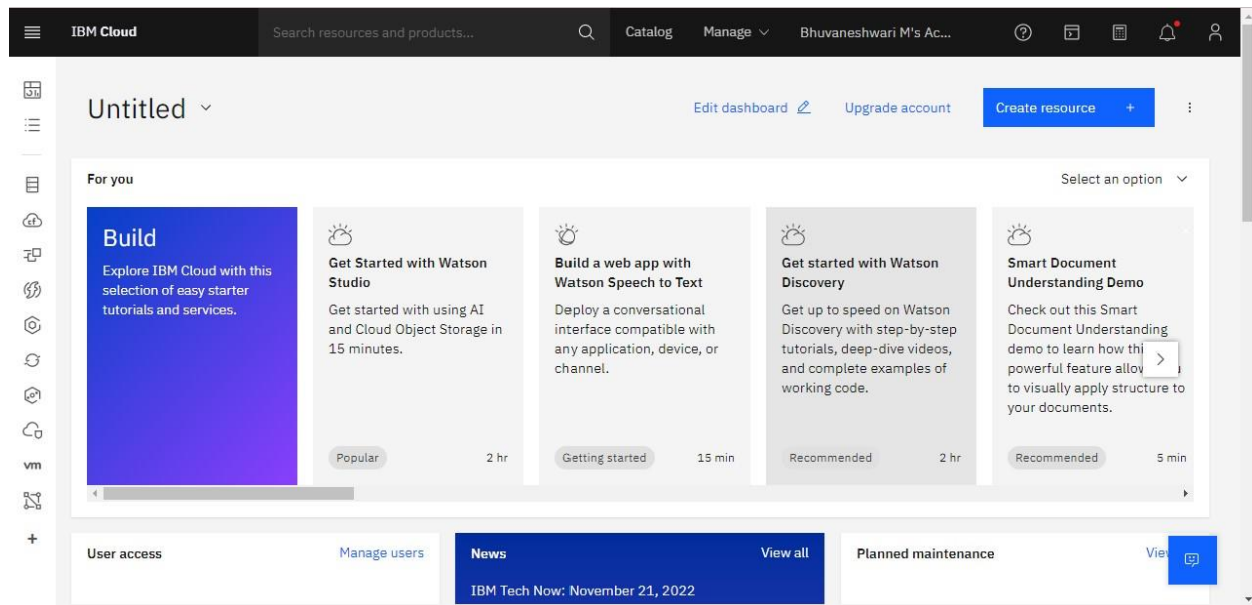 IBM Cloud
Search resources and products...
Catalog
Manage
Bhuvaneshwari M's Ac...
Untitled
Edit dashboard
Upgrade account
Create resource +
For you
Select an option
Build
Explore IBM Cloud with this
selection of easy starter
tutorials and services.
Get Started with Watson
Studio
Get started with using AI
and Cloud Object Storage in
15 minutes.
Popular
2 hr
Build a web app with
Watson Speech to Text
Deploy a conversational
interface compatible with
any application, device, or
channel.
Getting started
15 min
Get started with Watson
Discovery
Get up to speed on Watson
Discovery with step-by-step
tutorials, deep-dive videos,
and complete examples of
working code.
Recommended
2 hr
Smart Document
Understanding Demo
Check out this Smart
Document Understanding
demo to learn how thi
powerful feature allow
to visually apply structure to
your documents.
Recommended
5 min
vm
+
User access
Manage users
News
View all
IBM Tech Now: November 21, 2022
Planned maintenance
Vie